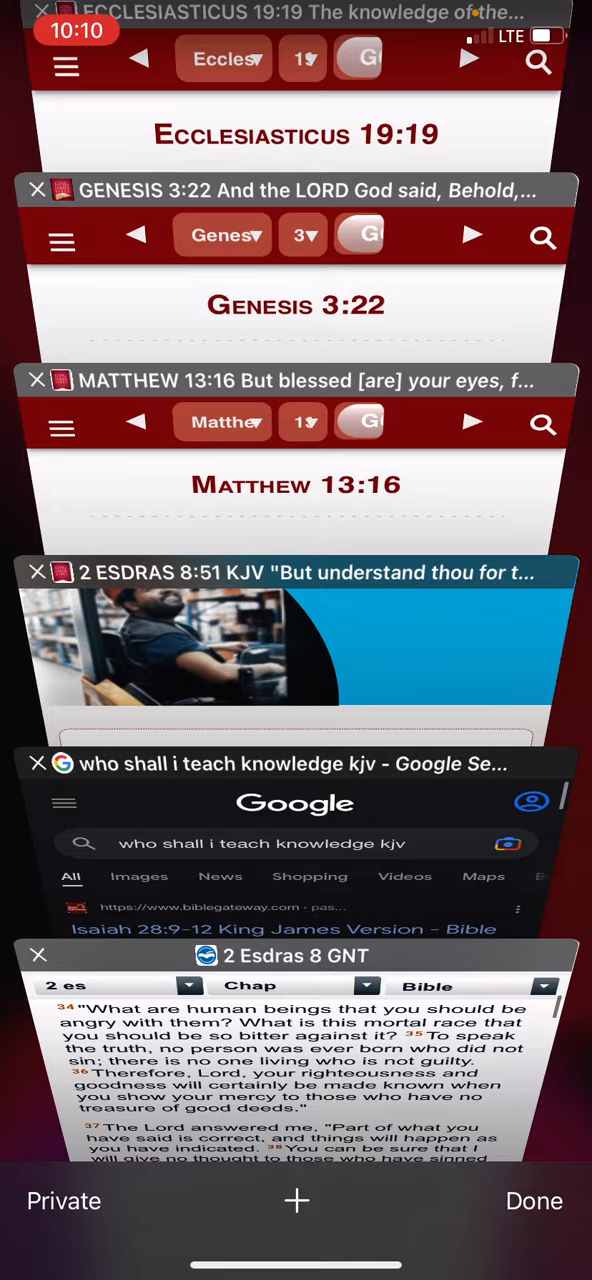 ECCLESIASTICUS 19:19 The knowledge of the...
10:10
LTE
Eccles
19
G
ECCLESIASTICUS 19:19
GENESIS 3:22 And the LORD God said, Behold,...
Genes
3
G
GENESIS 3:22
MATTHEW 13:16 But blessed [are] your eyes, f...
Matthe
13
G
MATTHEW 13:16
2 ESDRAS 8:51 KJV "But understand thou for t...
who shall i teach knowledge kjv - Google Se...
Google
who shall i teach knowledge kjv
All Images News Shopping Videos Maps B
https://www.biblegateway.com › pas...
Isaiah 28:9-12 King James Version - Bible
2 Esdras 8 GNT
2 es Chap Bible
34 "What are human beings that you should be
angry with them? What is this mortal race that
you should be so bitter against it? 35 To speak
the truth, no person was ever born who did not
sin; there is no one living who is not guilty.
36 Therefore, Lord, your righteousness and
goodness will certainly be made known when
you show your mercy to those who have no
treasure of good deeds."
37 The Lord answered me, "Part of what you
have said is correct, and things will happen as
you have indicated. 38 You can be sure that I
will give no thought to those who have sinned
Private + Done